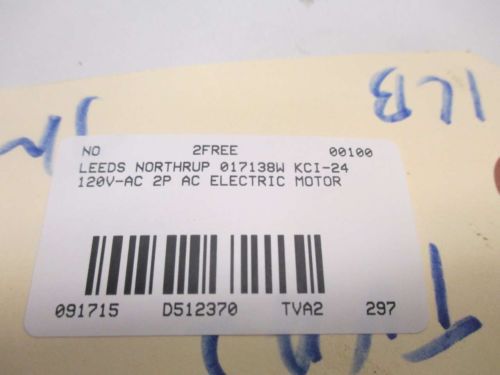 1LB
NO 2FREE 00100
LEEDS NORTHRUP 017138W KCI-24
120V-AC 2P AC ELECTRIC MOTOR
091715 D512370 TVA2 297